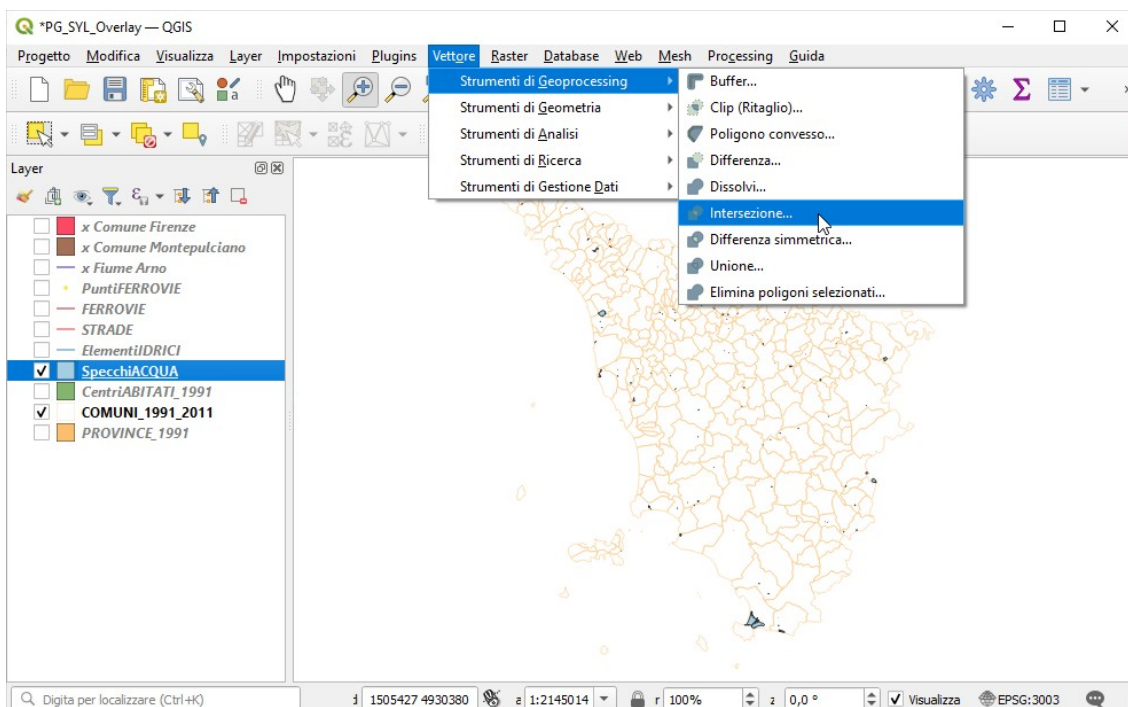 *PG_SYL_Overlay — QGIS
Progetto Modifica Visualizza Layer Impostazioni Plugins Vettore Raster Database Web Mesh Processing Guida
Strumenti di Geoprocessing
Strumenti di Geometria
Strumenti di Analisi
Strumenti di Ricerca
Strumenti di Gestione Dati
Buffer...
Clip (Ritaglio)...
Poligono convesso...
Differenza...
Dissolvi...
Intersezione...
Differenza simmetrica...
Unione...
Elimina poligoni selezionati...
Layer
x Comune Firenze
x Comune Montepulciano
x Fiume Arno
PuntiFERROVIE
FERROVIE
STRADE
ElementiIDRICI
SpecchiACQUA
CentriABITATI_1991
COMUNI_1991_2011
PROVINCE_1991
Digita per localizzare (Ctrl+K) 1505427 4930380 a 1:2145014 r 100% z 0,0 ° Visualizza EPSG:3003